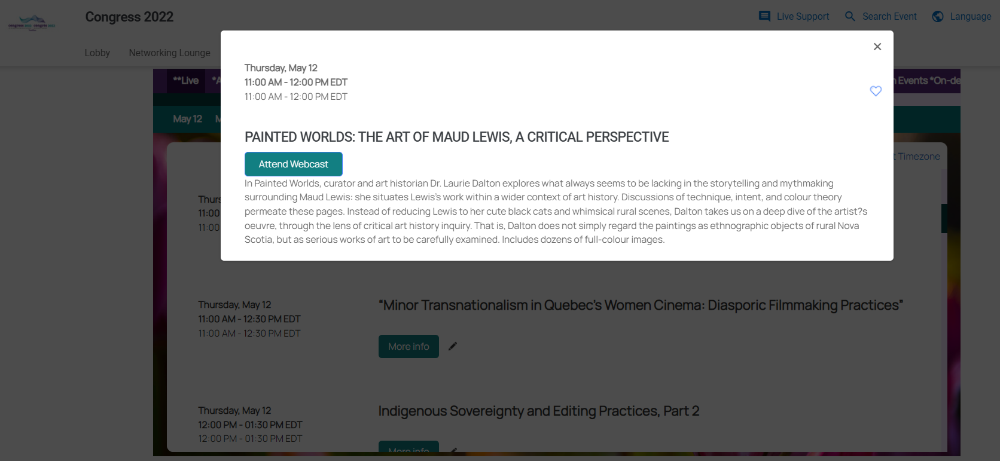 Congress 2022
Live Support
Search Event
Language
Lobby
Networking Lounge
**Live
n Events *On-de
May 12
Timezone
Thursday, May 12
11:00 AM - 12:00 PM EDT
11:00 AM - 12:00 PM EDT
PAINTED WORLDS: THE ART OF MAUD LEWIS, A CRITICAL PERSPECTIVE
Attend Webcast
In Painted Worlds, curator and art historian Dr. Laurie Dalton explores what always seems to be lacking in the storytelling and mythmaking
surrounding Maud Lewis: she situates Lewis's work within a wider context of art history. Discussions of technique, intent, and colour theory
permeate these pages. Instead of reducing Lewis to her cute black cats and whimsical rural scenes, Dalton takes us on a deep dive of the artist?s
oeuvre, through the lens of critical art history inquiry. That is, Dalton does not simply regard the paintings as ethnographic objects of rural Nova
Scotia, but as serious works of art to be carefully examined. Includes dozens of full-colour images.
Thurs
11:00
11:00
Thursday, May 12
11:00 AM - 12:30 PM EDT
11:00 AM - 12:30 PM EDT
“Minor Transnationalism in Quebec's Women Cinema: Diasporic Filmmaking Practices”
More info
Thursday, May 12
12:00 PM - 01:30 PM EDT
12:00 PM - 01:30 PM EDT
Indigenous Sovereignty and Editing Practices, Part 2
More info